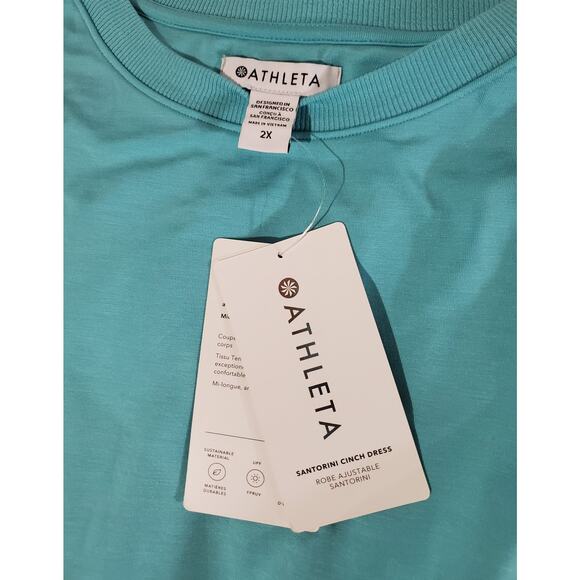 ATHLETA
DESIGNED IN
SAN FRANCISCO
CONÇU À
SAN FRANCISCO
MADE IN VIETNAM
2X
ATHLETA
SANTORINI CINCH DRESS
ROBE AJUSTABLE
SANTORINI
Coupe
corps
Tissu
exception
confortable
Mi-longue,
SUSTAINABLE
MATERIAL
MATIÈRES
DURABLES
UPF
FPRUV